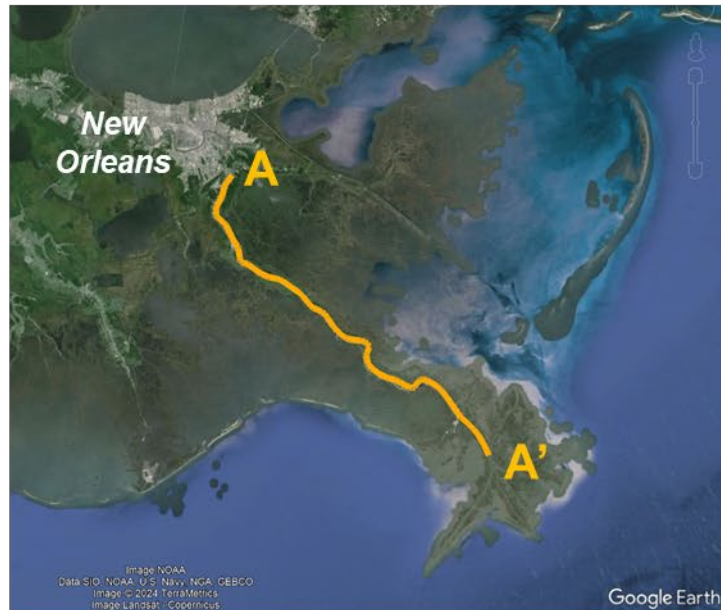 New
Orleans
A
A’
Image NOAA
Data SIO, NOAA, U.S. Navy, NGA, GEBCO
Image © 2024 TerraMetrics
Image Landsat - Copernicus
Google Earth